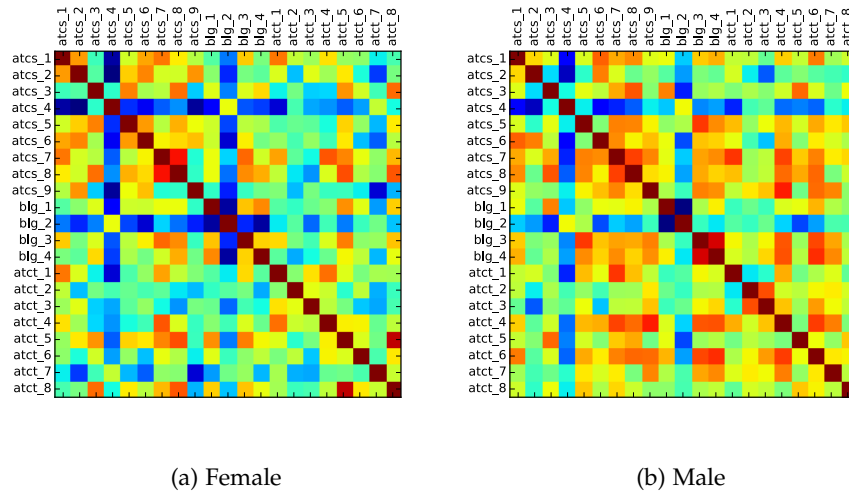 atcs_1 atcs_2 atcs_3 atcs_4 atcs_5 atcs_6 atcs_7 atcs_8 atcs_9 blg_1 blg_2 blg_3 blg_4 atct_1 atct_2 atct_3 atct_4 atct_5 atct_6 atct_7 atct_8
atcs_1
atcs_2
atcs_3
atcs_4
atcs_5
atcs_6
atcs_7
atcs_8
atcs_9
blg_1
blg_2
blg_3
blg_4
atct_1
atct_2
atct_3
atct_4
atct_5
atct_6
atct_7
atct_8
(a) Female
atcs_1 atcs_2 atcs_3 atcs_4 atcs_5 atcs_6 atcs_7 atcs_8 atcs_9 blg_1 blg_2 blg_3 blg_4 atct_1 atct_2 atct_3 atct_4 atct_5 atct_6 atct_7 atct_8
atcs_1
atcs_2
atcs_3
atcs_4
atcs_5
atcs_6
atcs_7
atcs_8
atcs_9
blg_1
blg_2
blg_3
blg_4
atct_1
atct_2
atct_3
atct_4
atct_5
atct_6
atct_7
atct_8
(b) Male